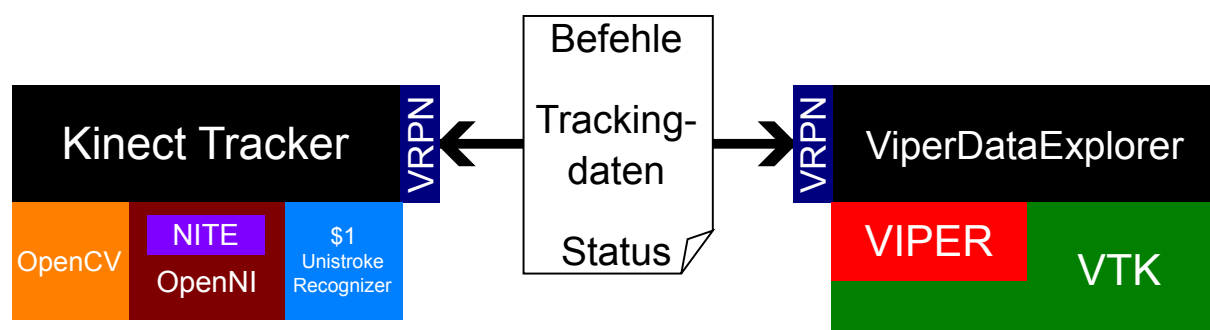 Befehle
Tracking-
daten
Status
Kinect Tracker
VRPN
VRPN
ViperDataExplorer
OpenCV
NITE
OpenNI
$1
Unistroke
Recognizer
VIPER
VTK